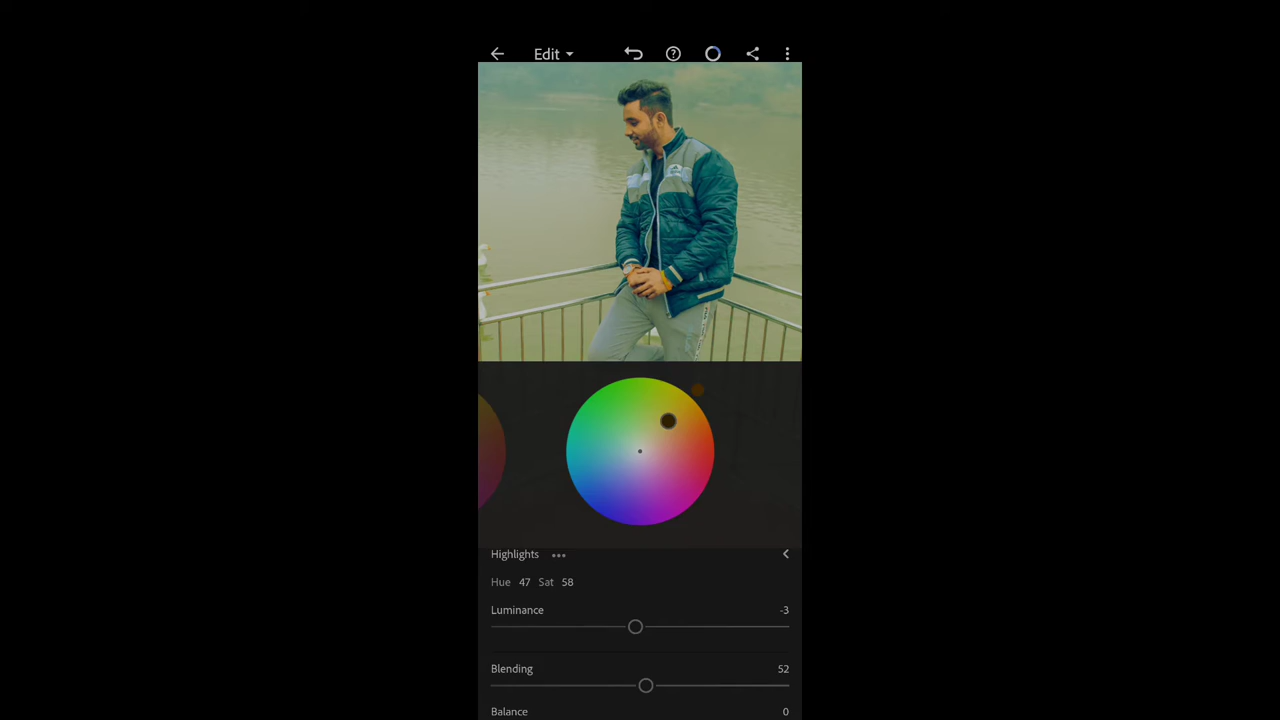 Edit
Highlights
Hue 47 Sat 58
Luminance -3
Blending 52
Balance 0